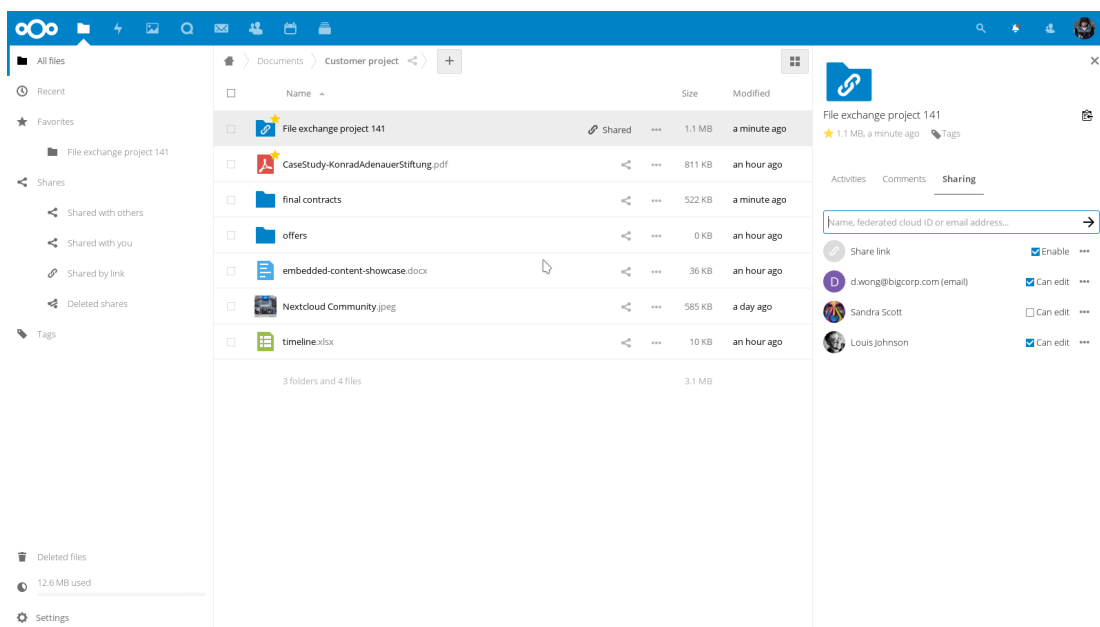 All files
Recent
Favorites
File exchange project 141
Shares
Shared with others
Shared with you
Shared by link
Deleted shares
Tags
Deleted files
12.6 MB used
Settings
Documents Customer project +
Name Size Modified
File exchange project 141 Shared 1.1 MB a minute ago
CaseStudy-KonradAdenauerStiftung.pdf 811 KB an hour ago
final contracts 522 KB a minute ago
offers 0 KB an hour ago
embedded-content-showcase.docx 36 KB an hour ago
Nextcloud Community.jpeg 585 KB a day ago
timeline.xlsx 10 KB an hour ago
3 folders and 4 files 3.1 MB
File exchange project 141
1.1 MB, a minute ago Tags
Activities Comments Sharing
Name, federated cloud ID or email address...
Share link Enable
D d.wong@bigcorp.com (email) Can edit
Sandra Scott Can edit
Louis Johnson Can edit